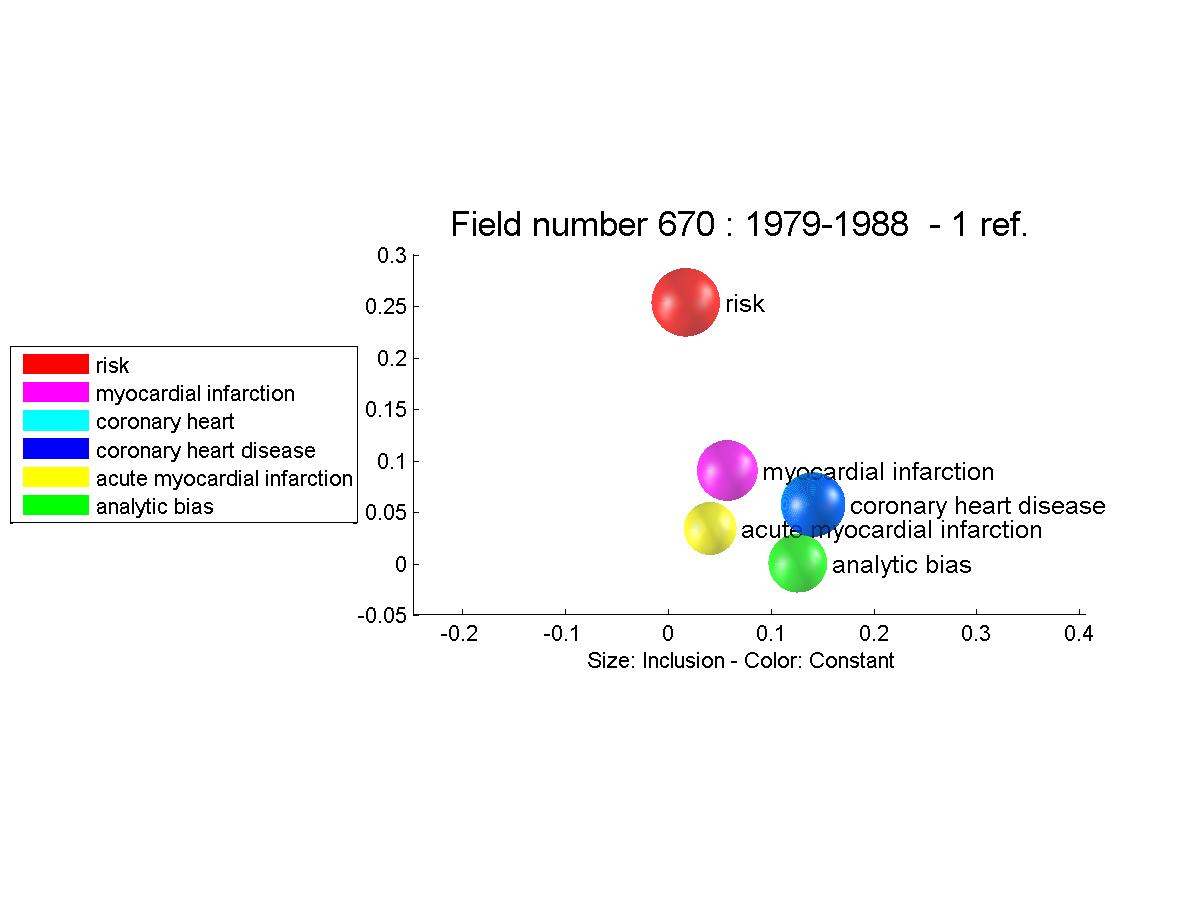 Field number 670 : 1979-1988  - 1 ref.
0.3
0.25
0.2
0.15
0.1
0.05
0
-0.05
-0.2
-0.1
0
0.1
0.2
0.3
0.4
Size: Inclusion - Color: Constant
risk
myocardial infarction
coronary heart disease
acute myocardial infarction
analytic bias
risk
myocardial infarction
coronary heart
coronary heart disease
acute myocardial infarction
analytic bias